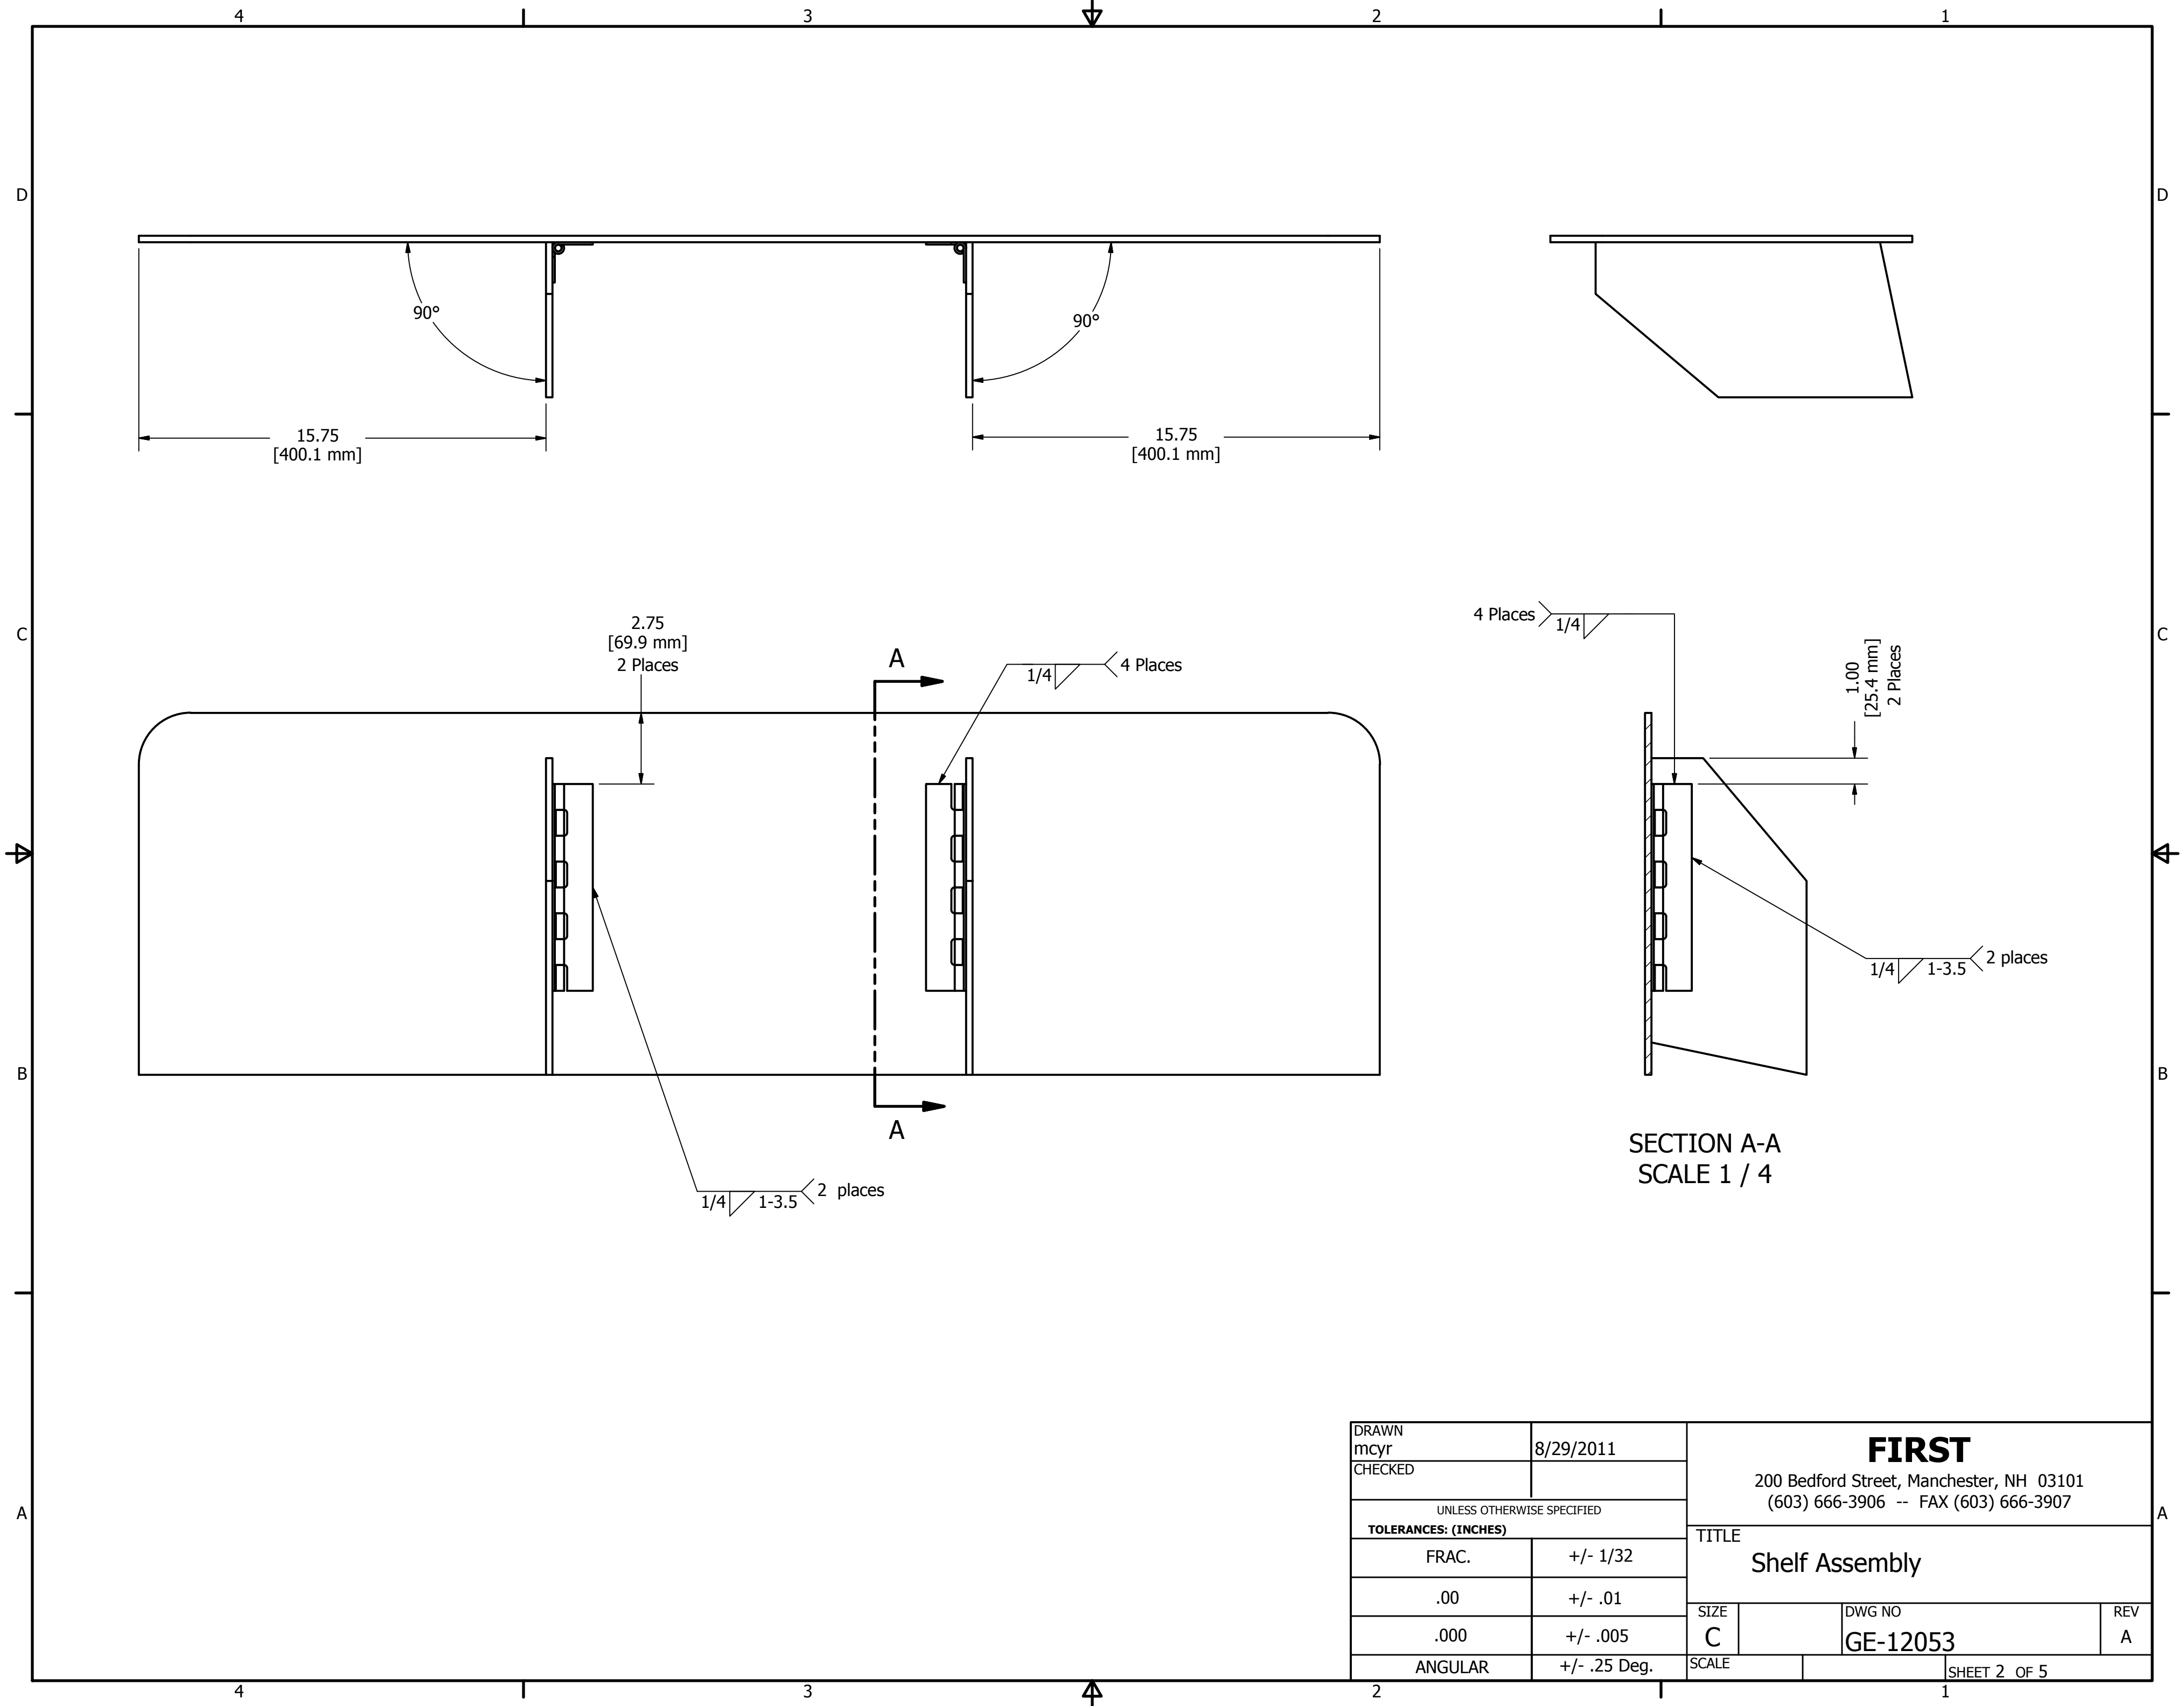 4 3 2 1
D D
90°
90°
15.75
[400.1 mm]
15.75
[400.1 mm]
C C
2.75
[69.9 mm]
2 Places
A
1/4 4 Places
4 Places 1/4
1.00
[25.4 mm]
2 Places
1/4 1-3.5 2 places
B B
A
SECTION A-A
SCALE 1 / 4
1/4 1-3.5 2 places
A A
DRAWN
mcyr 8/29/2011
CHECKED
UNLESS OTHERWISE SPECIFIED
TOLERANCES: (INCHES)
FRAC. +/- 1/32
.00 +/- .01
.000 +/- .005
ANGULAR +/- .25 Deg.
FIRST
200 Bedford Street, Manchester, NH 03101
(603) 666-3906 -- FAX (603) 666-3907
TITLE
Shelf Assembly
SIZE
C
DWG NO
GE-12053
REV
A
SCALE
SHEET 2 OF 5
4 3 2 1